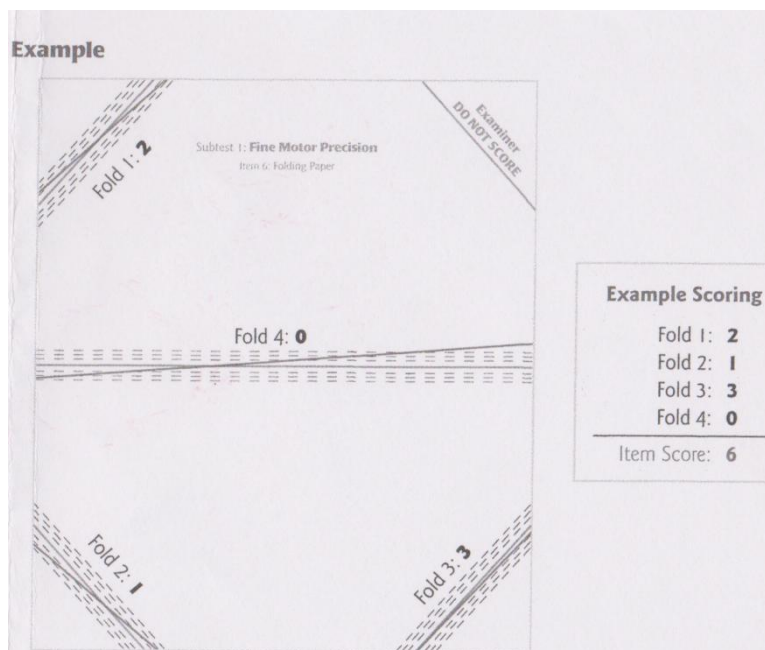 Example
Examiner
DO NOT SCORE
Subtest 1: Fine Motor Precision
Item 6: Folding Paper
Fold 1: 2
Fold 4: 0
Fold 2: 1
Fold 3: 3
Example Scoring
Fold 1: 2
Fold 2: 1
Fold 3: 3
Fold 4: 0
Item Score: 6